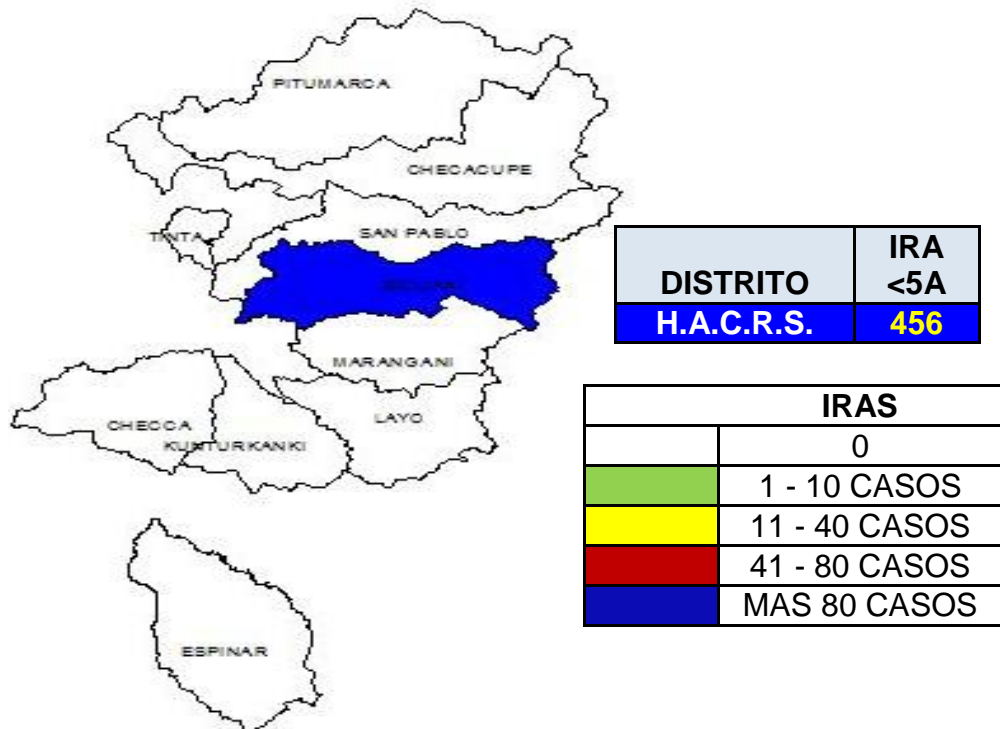 PITUMARCA
CHECACUPE
TINTA
SAN PABLO
MARANGANI
CHECCA
KUNTURKANKI
LAYO
ESPINAR
DISTRITO IRA <5A
H.A.C.R.S. 456
IRAS
0
1 - 10 CASOS
11 - 40 CASOS
41 - 80 CASOS
MAS 80 CASOS